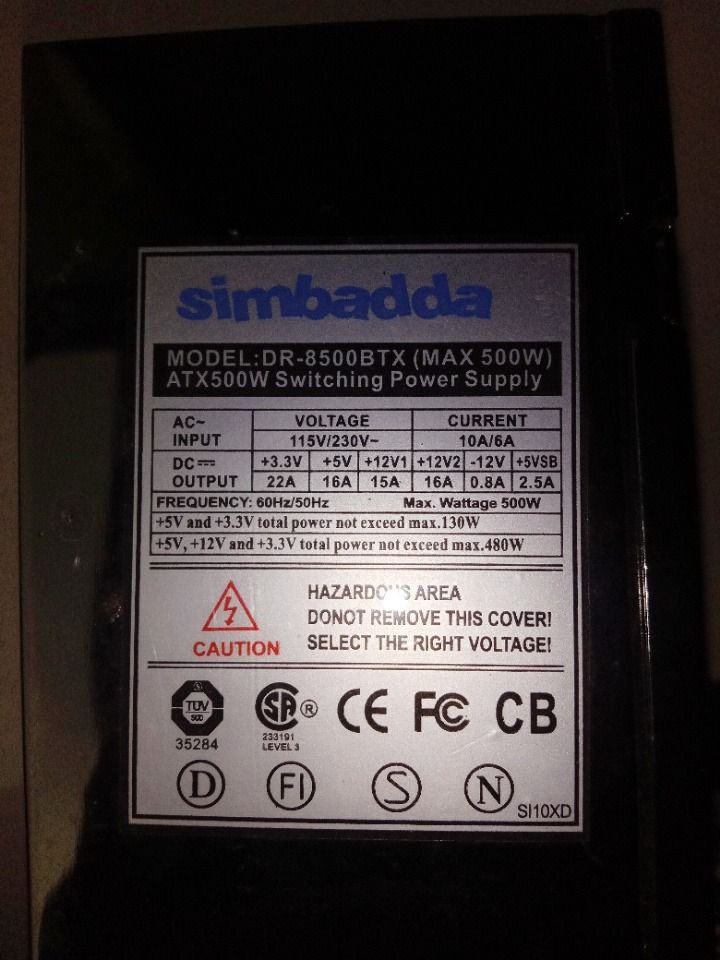 simbadda
MODEL:DR-8500BTX (MAX 500W)
ATX500W Switching Power Supply
AC~ INPUT VOLTAGE CURRENT
115V/230V~ 10A/6A
DC OUTPUT +3.3V +5V +12V1 +12V2 -12V +5VSB
22A 16A 15A 16A 0.8A 2.5A
FREQUENCY: 60Hz/50Hz Max. Wattage 500W
+5V and +3.3V total power not exceed max.130W
+5V, +12V and +3.3V total power not exceed max.480W
HAZARDOUS AREA
DONOT REMOVE THIS COVER!
SELECT THE RIGHT VOLTAGE!
CAUTION
TÜV
35284
SA ®
233191
LEVEL 3
CE FC CB
D FI S N
SI10XD